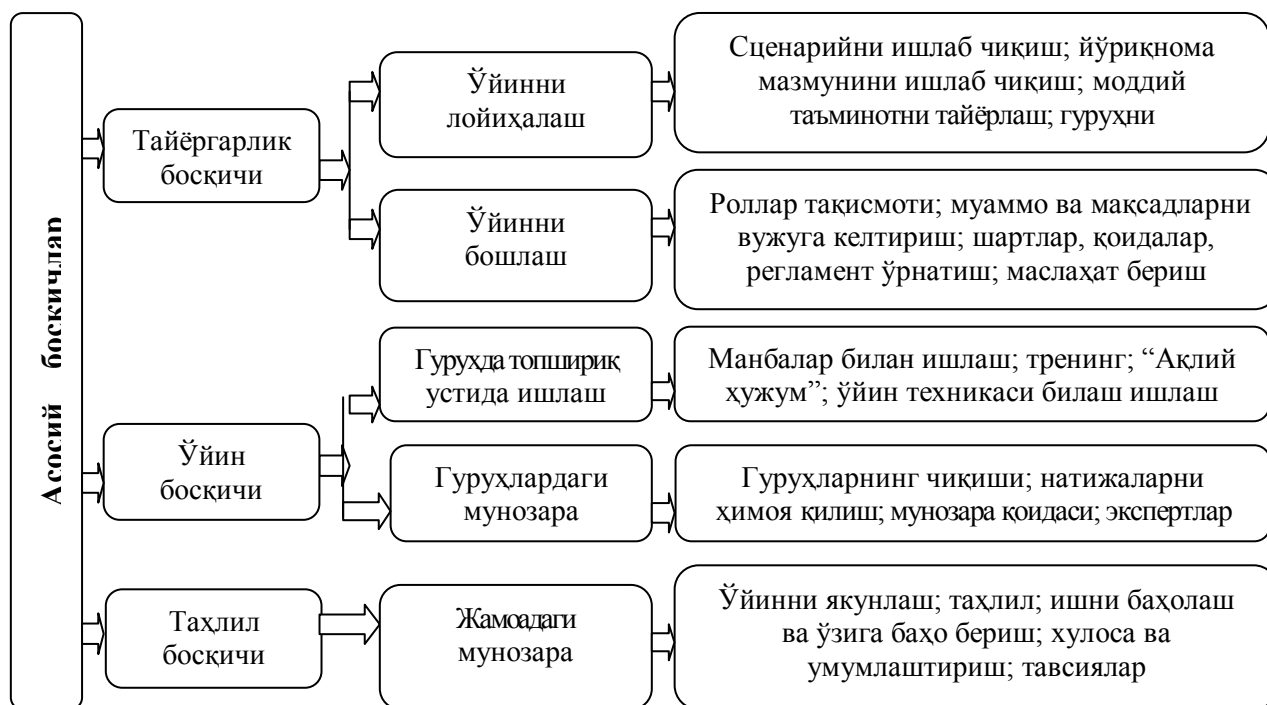 Асосий босқичлар
Тайёргарлик
босқичи
Ўйинни
лойиҳалаш
Сценарийни ишлаб чиқиш; йўриқнома
мазмунини ишлаб чиқиш; моддий
таъминотни тайёрлаш; гуруҳни
Ўйинни
бошлаш
Роллар тақисмоти; муаммо ва мақсадларни
вужуга келтириш; шартлар, қоидалар,
регламент ўрнатиш; маслаҳат бериш
Ўйин
босқичи
Гуруҳда топшириқ
устида ишлаш
Манбалар билан ишлаш; тренинг; “Ақлий
ҳужум”; ўйин техникаси билаш ишлаш
Гуруҳлардаги
мунозара
Гуруҳларнинг чиқиши; натижаларни
ҳимоя қилиш; мунозара қоидаси; экспертлар
Таҳлил
босқичи
Жамоадаги
мунозара
Ўйинни якунлаш; таҳлил; ишни баҳолаш
ва ўзига баҳо бериш; хулоса ва
умумлаштириш; тавсиялар